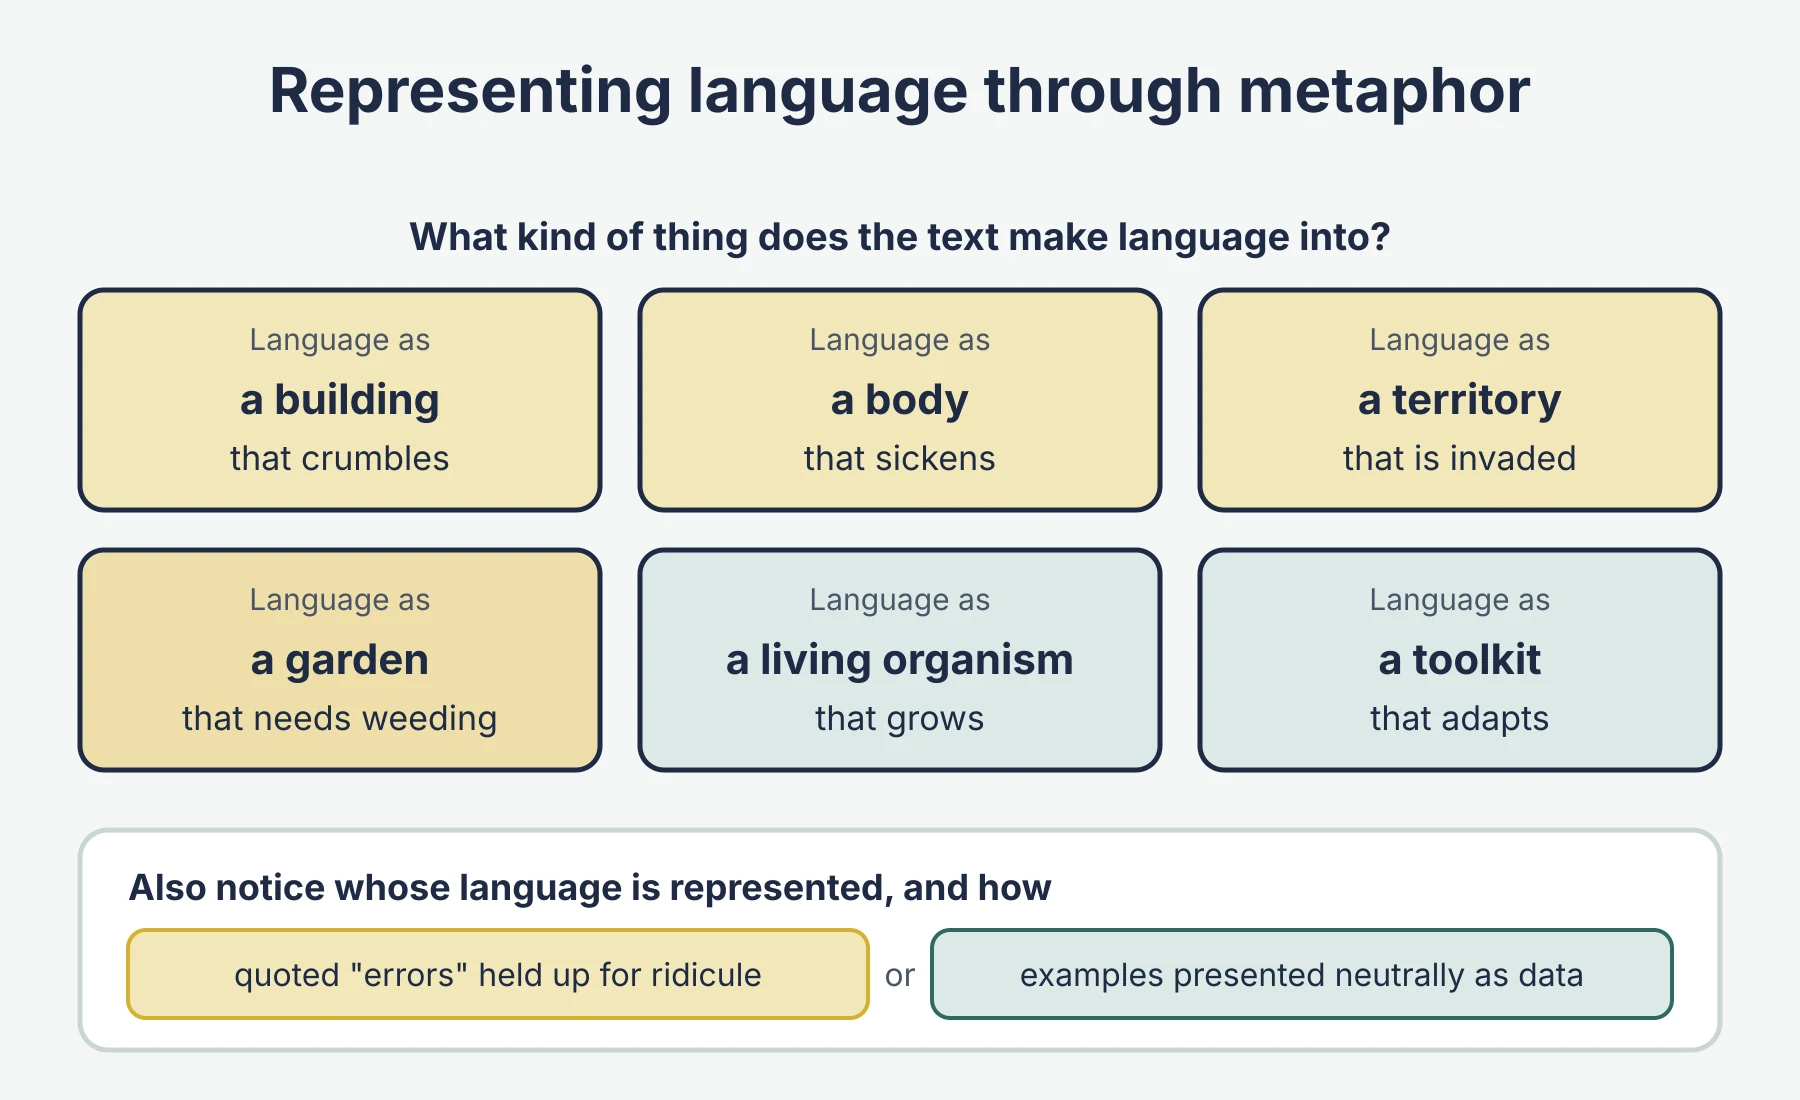 Representing language through metaphor
What kind of thing does the text make language into?
Language as
a building
that crumbles
Language as
a body
that sickens
Language as
a territory
that is invaded
Language as
a garden
that needs weeding
Language as
a living organism
that grows
Language as
a toolkit
that adapts
Also notice whose language is represented, and how
quoted "errors" held up for ridicule
or
examples presented neutrally as data